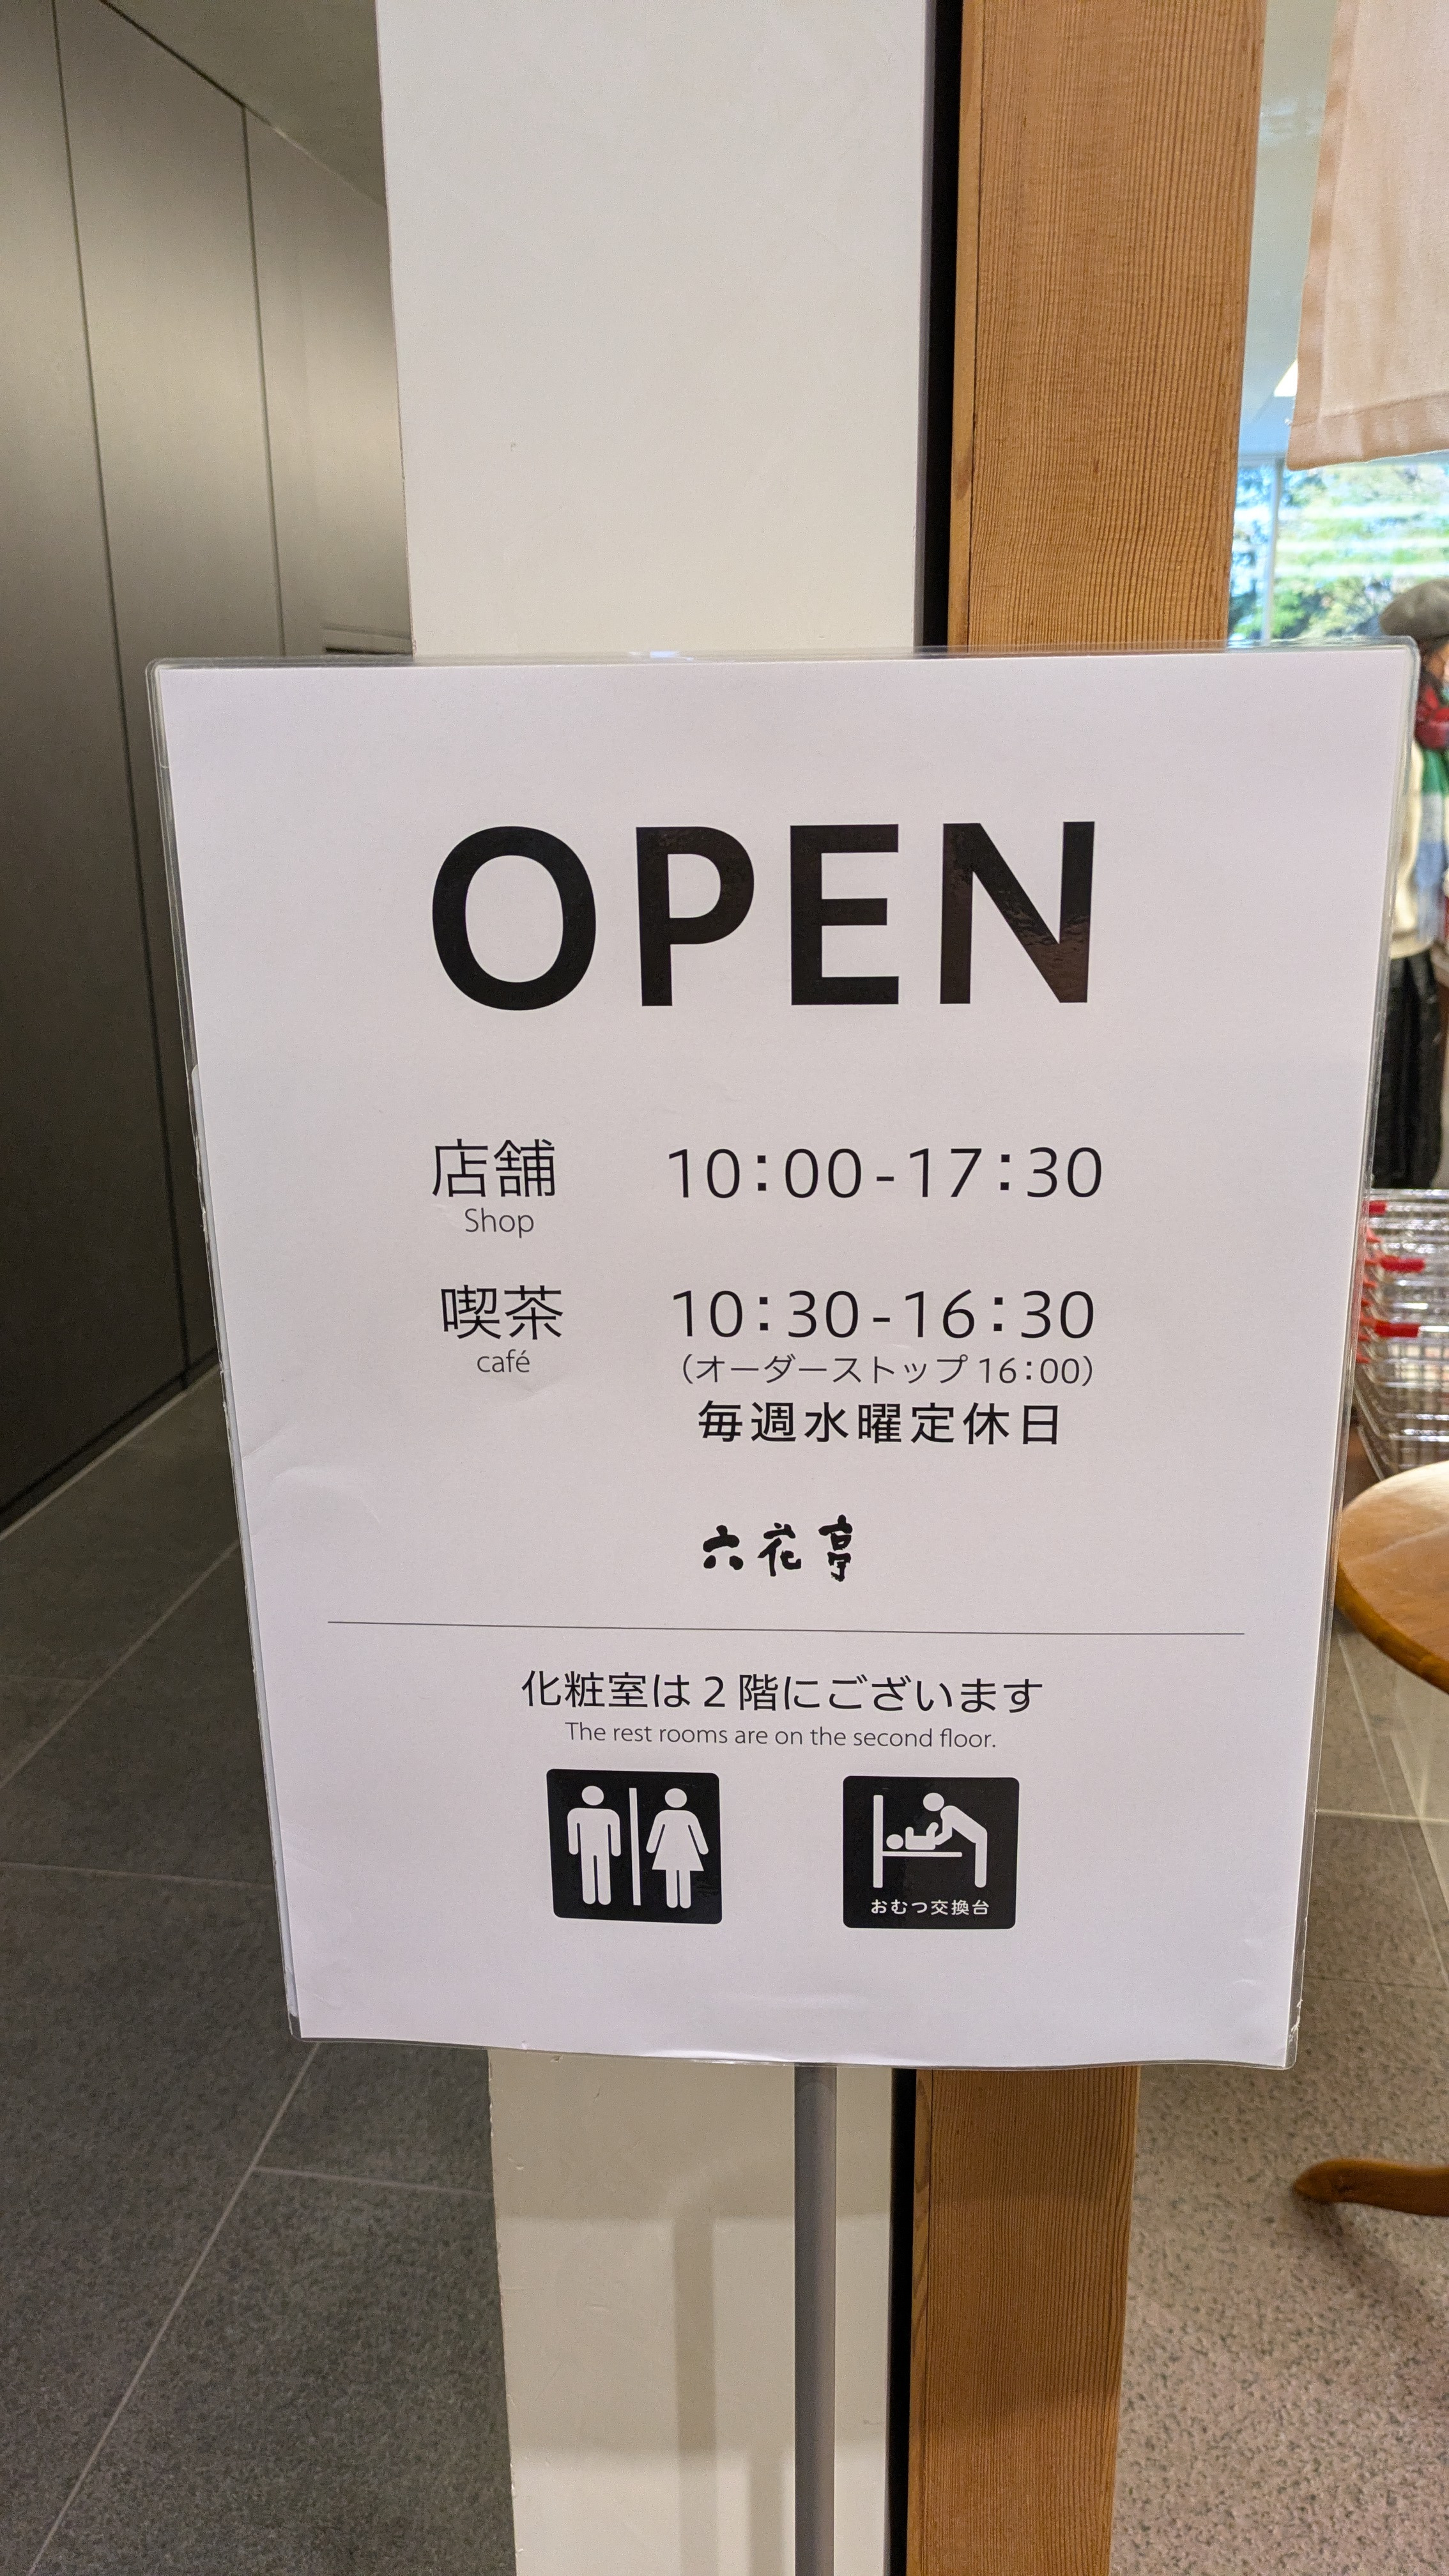 OPEN
店舗 10:00-17:30
Shop
喫茶 10:30-16:30
café (オーダーストップ 16:00)
毎週水曜定休日
六花亭
化粧室は2階にございます
The rest rooms are on the second floor.
おむつ交換台